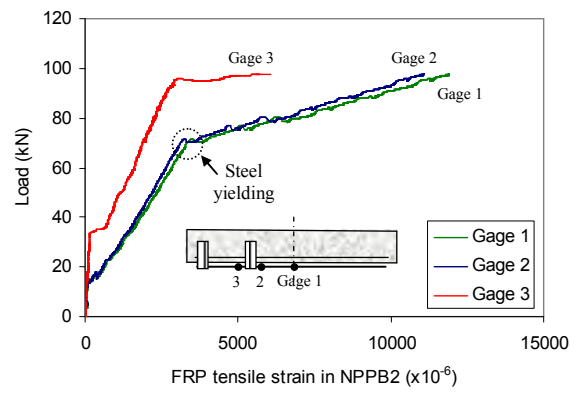 120
100
80
60
40
20
0
Load (kN)
Gage 3
Gage 2
Gage 1
Steel
yielding
3 2 Gage 1
Gage 1
Gage 2
Gage 3
0 5000 10000 15000
FRP tensile strain in NPPB2 (x10⁻⁶)